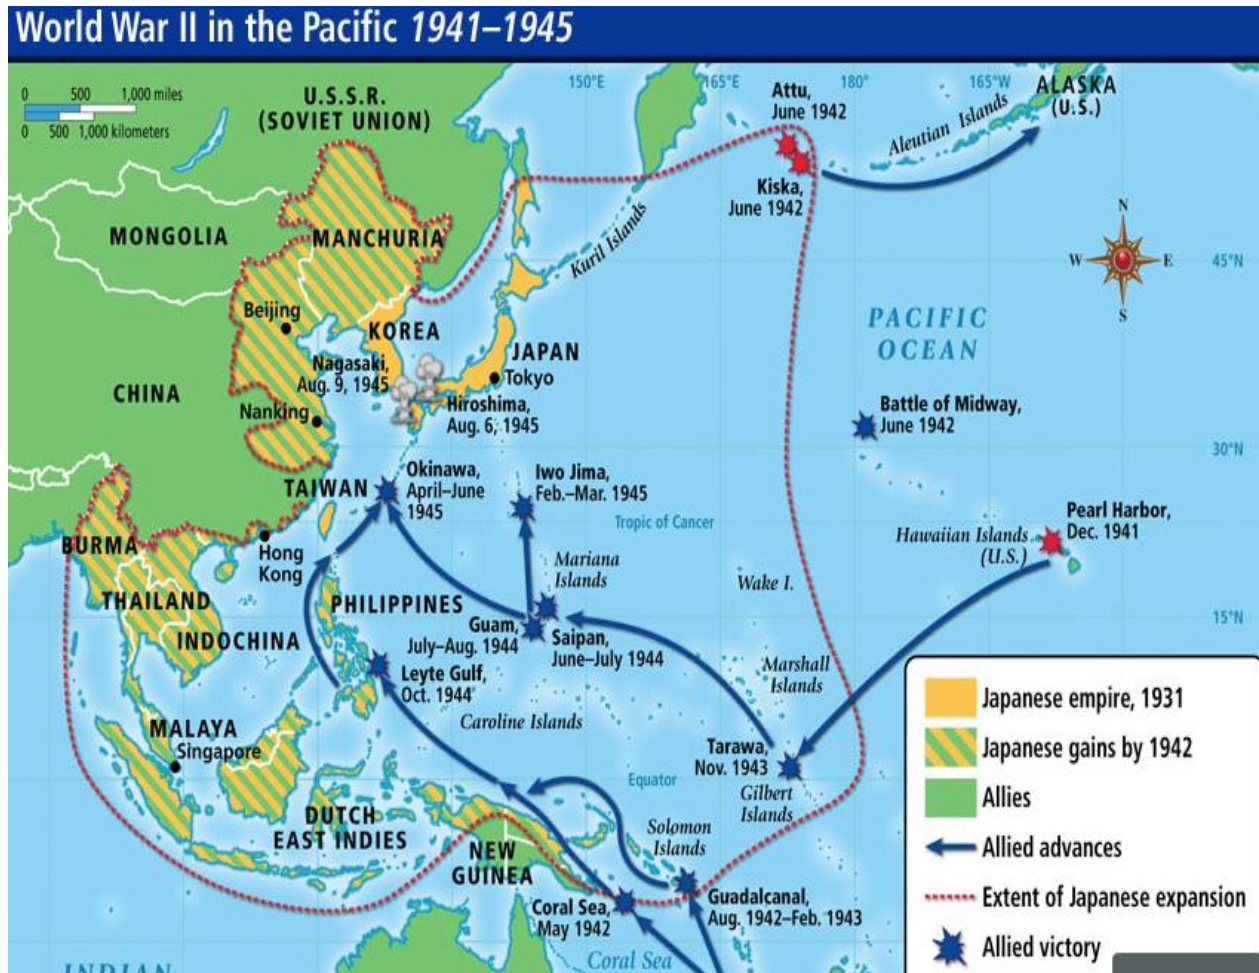 World War II in the Pacific 1941–1945
0 500 1,000 miles
0 500 1,000 kilometers
U.S.S.R.
(SOVIET UNION)
150°E
165°E
180°
165°W
ALASKA
(U.S.)
Attu,
June 1942
Aleutian Islands
Kiska,
June 1942
N
W
E
S
MONGOLIA
MANCHURIA
Kuril Islands
45°N
Beijing
KOREA
PACIFIC
OCEAN
JAPAN
Tokyo
Nagasaki,
Aug. 9, 1945
CHINA
Nanking
Hiroshima,
Aug. 6, 1945
Battle of Midway,
June 1942
30°N
TAIWAN
Okinawa,
April–June
1945
Iwo Jima,
Feb.–Mar. 1945
Tropic of Cancer
Pearl Harbor,
Dec. 1941
Hawaiian Islands
(U.S.)
BURMA
Hong
Kong
Mariana
Islands
Wake I.
THAILAND
PHILIPPINES
INDOCHINA
Guam,
July–Aug. 1944
Saipan,
June–July 1944
15°N
Leyte Gulf,
Oct. 1944
Marshall
Islands
Caroline Islands
MALAYA
Singapore
Tarawa,
Nov. 1943
Equator
Gilbert
Islands
DUTCH
EAST INDIES
Solomon
Islands
NEW
GUINEA
Coral Sea,
May 1942
Guadalcanal,
Aug. 1942–Feb. 1943
Coral Sea
INDIAN
Japanese empire, 1931
Japanese gains by 1942
Allies
Allied advances
Extent of Japanese expansion
Allied victory